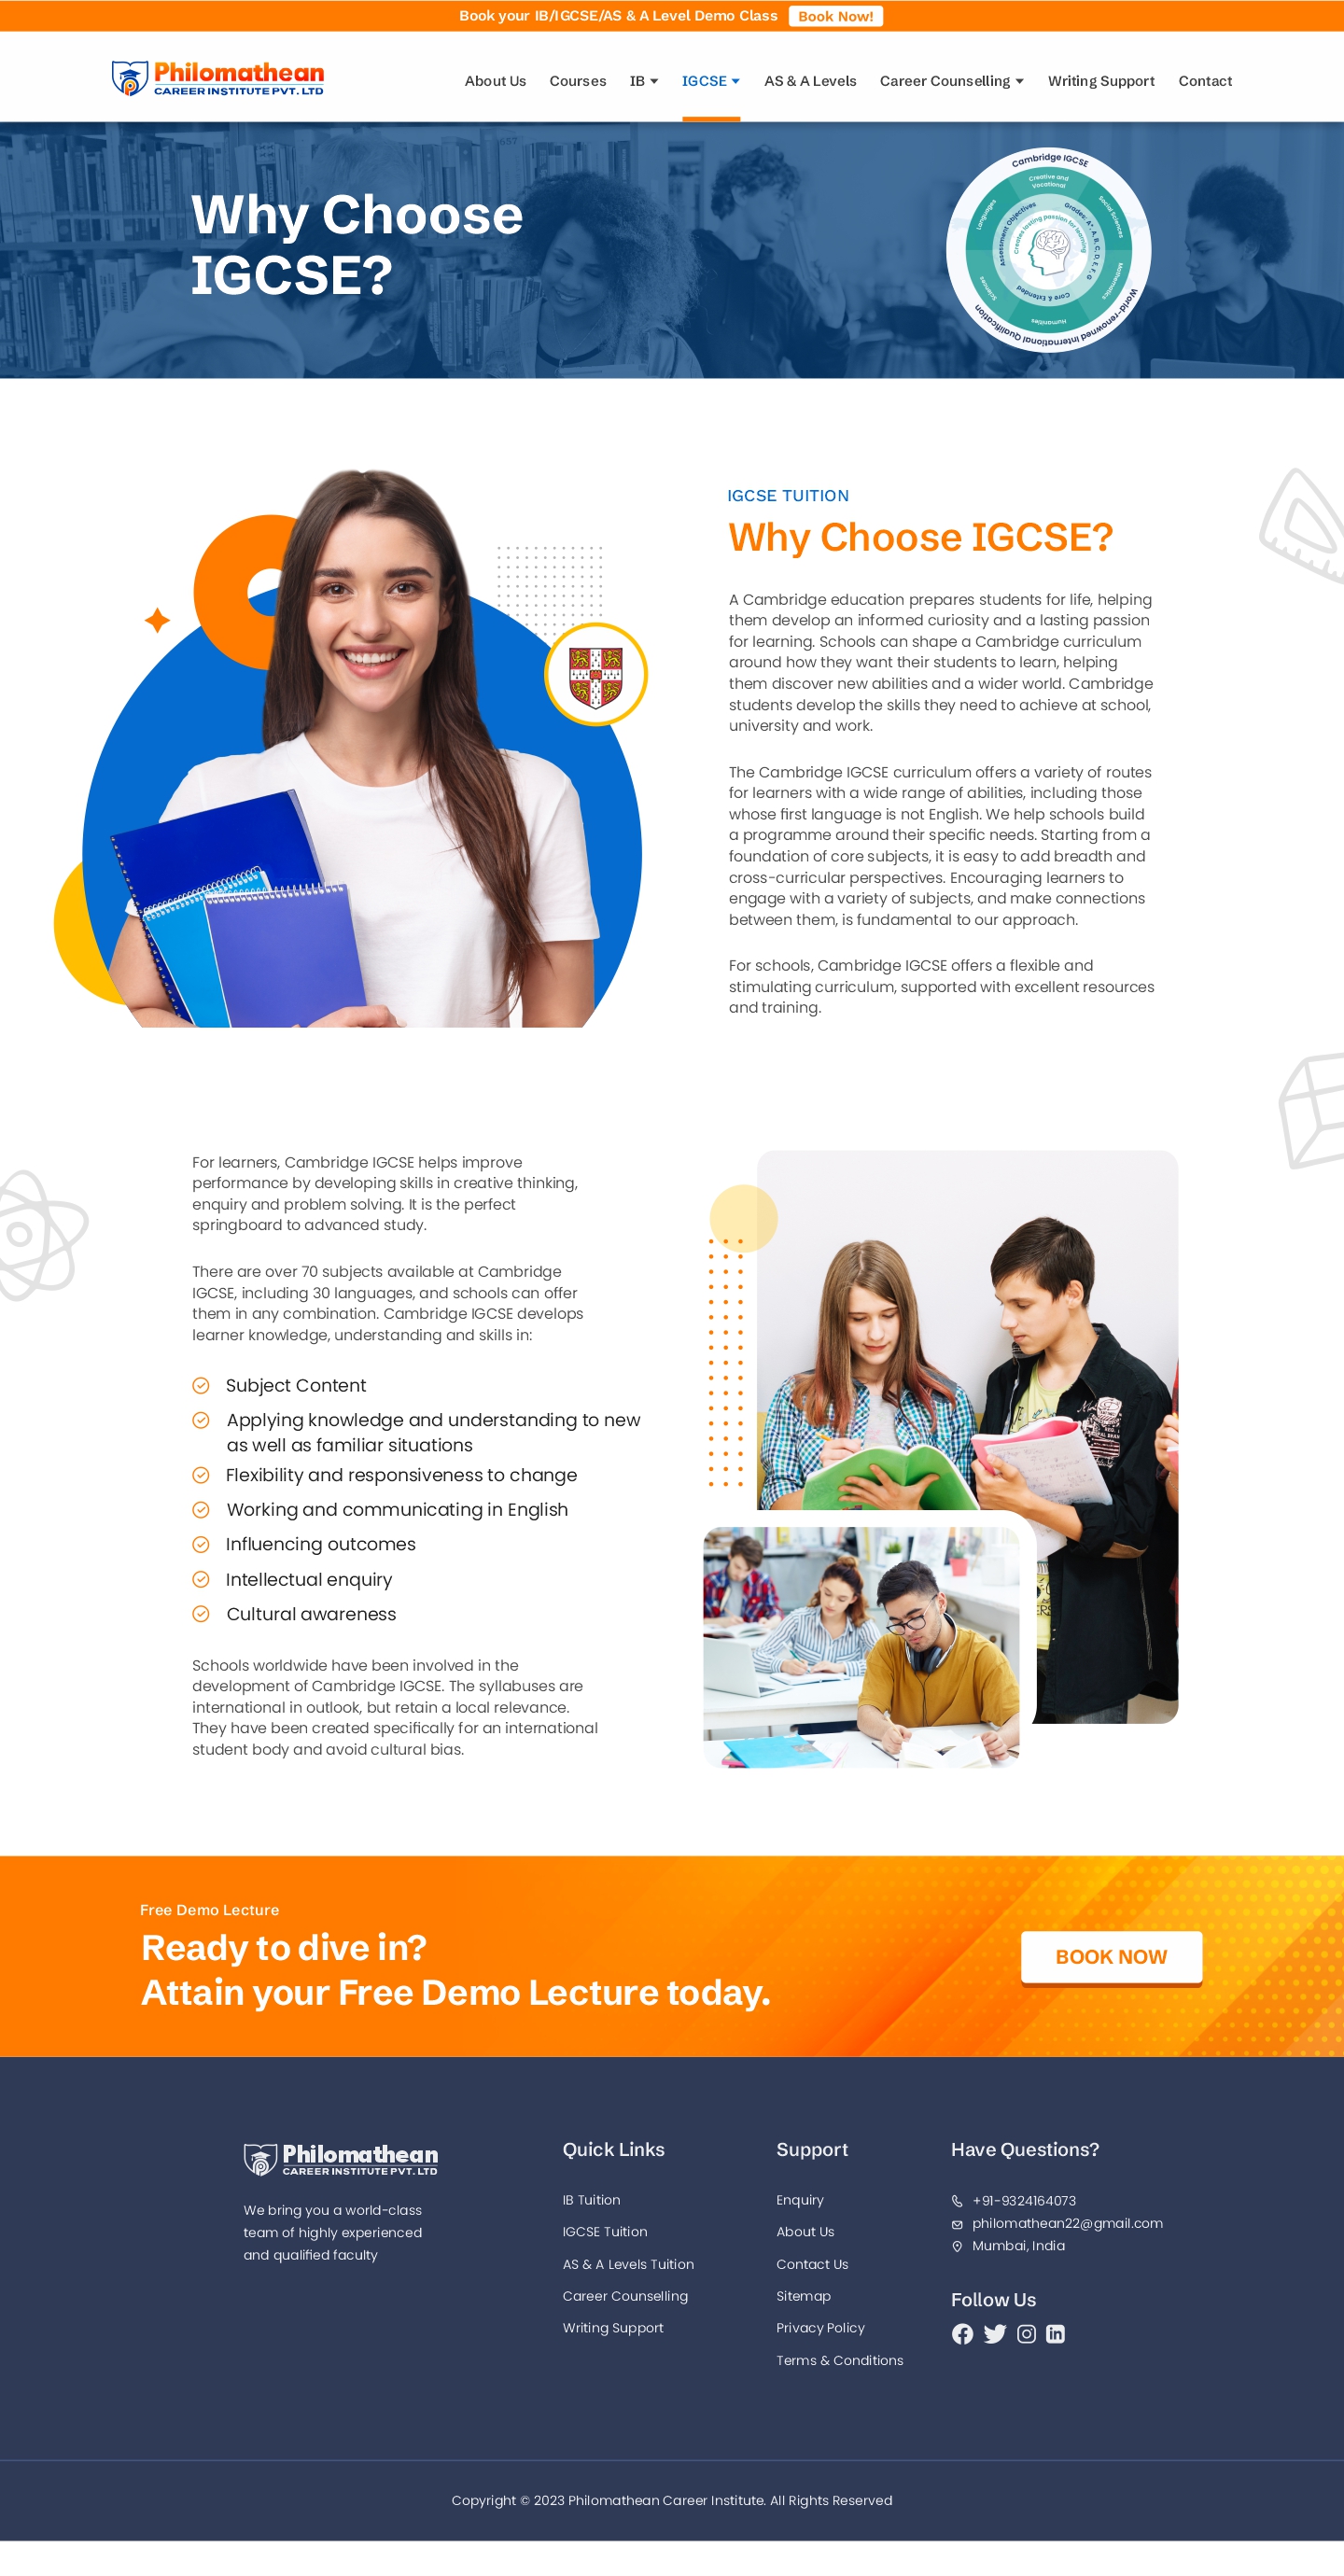 Book your IB/IGCSE/AS & A Level Demo Class
Book Now!
Philomathean
CAREER INSTITUTE PVT. LTD
About Us
Courses
IB
IGCSE
AS & A Levels
Career Counselling
Writing Support
Contact
657
Why Choose
IGCSE?
Cambridge IGCSE
Creative and
Vocational
Social Sciences
Mathematics
Humanities
Sciences
Languages
World-renowned International Qualification
Assessment Objectives
Grades: A*, A, B, C, D, E, F, G
Core & Extended
Creates lasting passion for learning
IGCSE TUITION
Why Choose IGCSE?
A Cambridge education prepares students for life, helping
them develop an informed curiosity and a lasting passion
for learning. Schools can shape a Cambridge curriculum
around how they want their students to learn, helping
them discover new abilities and a wider world. Cambridge
students develop the skills they need to achieve at school,
university and work.
The Cambridge IGCSE curriculum offers a variety of routes
for learners with a wide range of abilities, including those
whose first language is not English. We help schools build
a programme around their specific needs. Starting from a
foundation of core subjects, it is easy to add breadth and
cross-curricular perspectives. Encouraging learners to
engage with a variety of subjects, and make connections
between them, is fundamental to our approach.
For schools, Cambridge IGCSE offers a flexible and
stimulating curriculum, supported with excellent resources
and training.
For learners, Cambridge IGCSE helps improve
performance by developing skills in creative thinking,
enquiry and problem solving. It is the perfect
springboard to advanced study.
There are over 70 subjects available at Cambridge
IGCSE, including 30 languages, and schools can offer
them in any combination. Cambridge IGCSE develops
learner knowledge, understanding and skills in:
Subject Content
Applying knowledge and understanding to new
as well as familiar situations
Flexibility and responsiveness to change
Working and communicating in English
Influencing outcomes
Intellectual enquiry
Cultural awareness
Schools worldwide have been involved in the
development of Cambridge IGCSE. The syllabuses are
international in outlook, but retain a local relevance.
They have been created specifically for an international
student body and avoid cultural bias.
Free Demo Lecture
Ready to dive in?
Attain your Free Demo Lecture today.
BOOK NOW
Philomathean
CAREER INSTITUTE PVT. LTD
We bring you a world-class
team of highly experienced
and qualified faculty
Quick Links
IB Tuition
IGCSE Tuition
AS & A Levels Tuition
Career Counselling
Writing Support
Support
Enquiry
About Us
Contact Us
Sitemap
Privacy Policy
Terms & Conditions
Have Questions?
+91-9324164073
philomathean22@gmail.com
Mumbai, India
Follow Us
Copyright © 2023 Philomathean Career Institute. All Rights Reserved